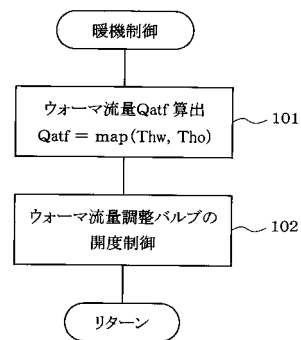 暖機制御
ウォーマ流量Qatf 算出
Qatf = map(Thw, Tho)
101
ウォーマ流量調整バルブの
開度制御
102
リターン